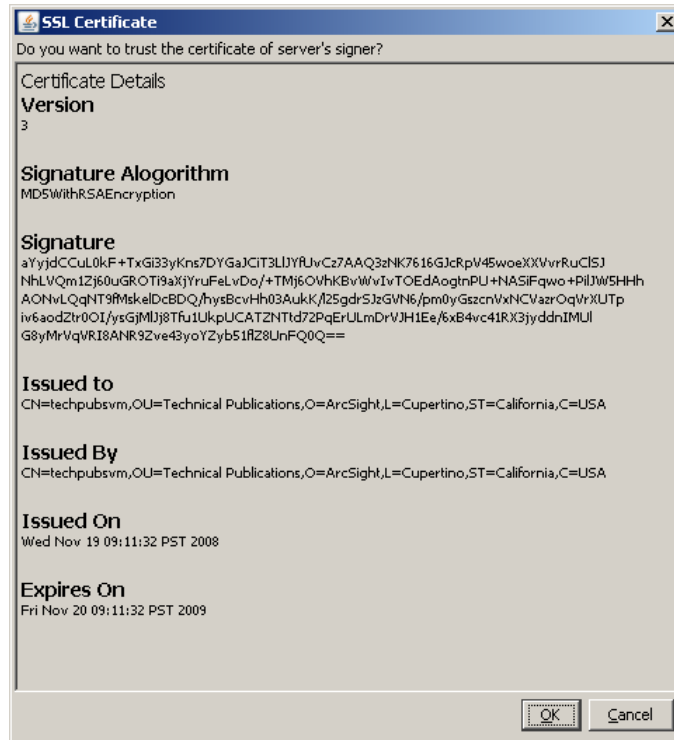 SSL Certificate
Do you want to trust the certificate of server's signer?
Certificate Details
Version
3
Signature Alogorithm
MD5WithRSAEncryption
Signature
aYyjdCCuL0kF+TxGi33yKns7DYGaJCiT3LlJYfUvCz7AAQ3zNK7616GJcRpV45woeXXVvrRuClSJ
NhLVQm1Zj60uGROTi9aXjYruFeLvDo/+TMj6OVhKBvWvIvTOEdAogtnPU+NASiFqwo+PilJW5HHh
AONvLQqNT9fMskelDcBDQ/hysBcvHh03AukK/l25gdrSJzGVN6/pm0yGszcnVxNCVazrOqVrXUTp
iv6aodZtr0OI/ysGjMlJj8Tfu1UkpUCATZNTtd72PqErULmDrVJH1Ee/6xB4vc41RX3jyddnIMUl
G8yMrVqVRI8ANR9Zve43yoYZyb51flZ8UnFQ0Q==
Issued to
CN=techpubsvm,OU=Technical Publications,O=ArcSight,L=Cupertino,ST=California,C=USA
Issued By
CN=techpubsvm,OU=Technical Publications,O=ArcSight,L=Cupertino,ST=California,C=USA
Issued On
Wed Nov 19 09:11:32 PST 2008
Expires On
Fri Nov 20 09:11:32 PST 2009
OK Cancel